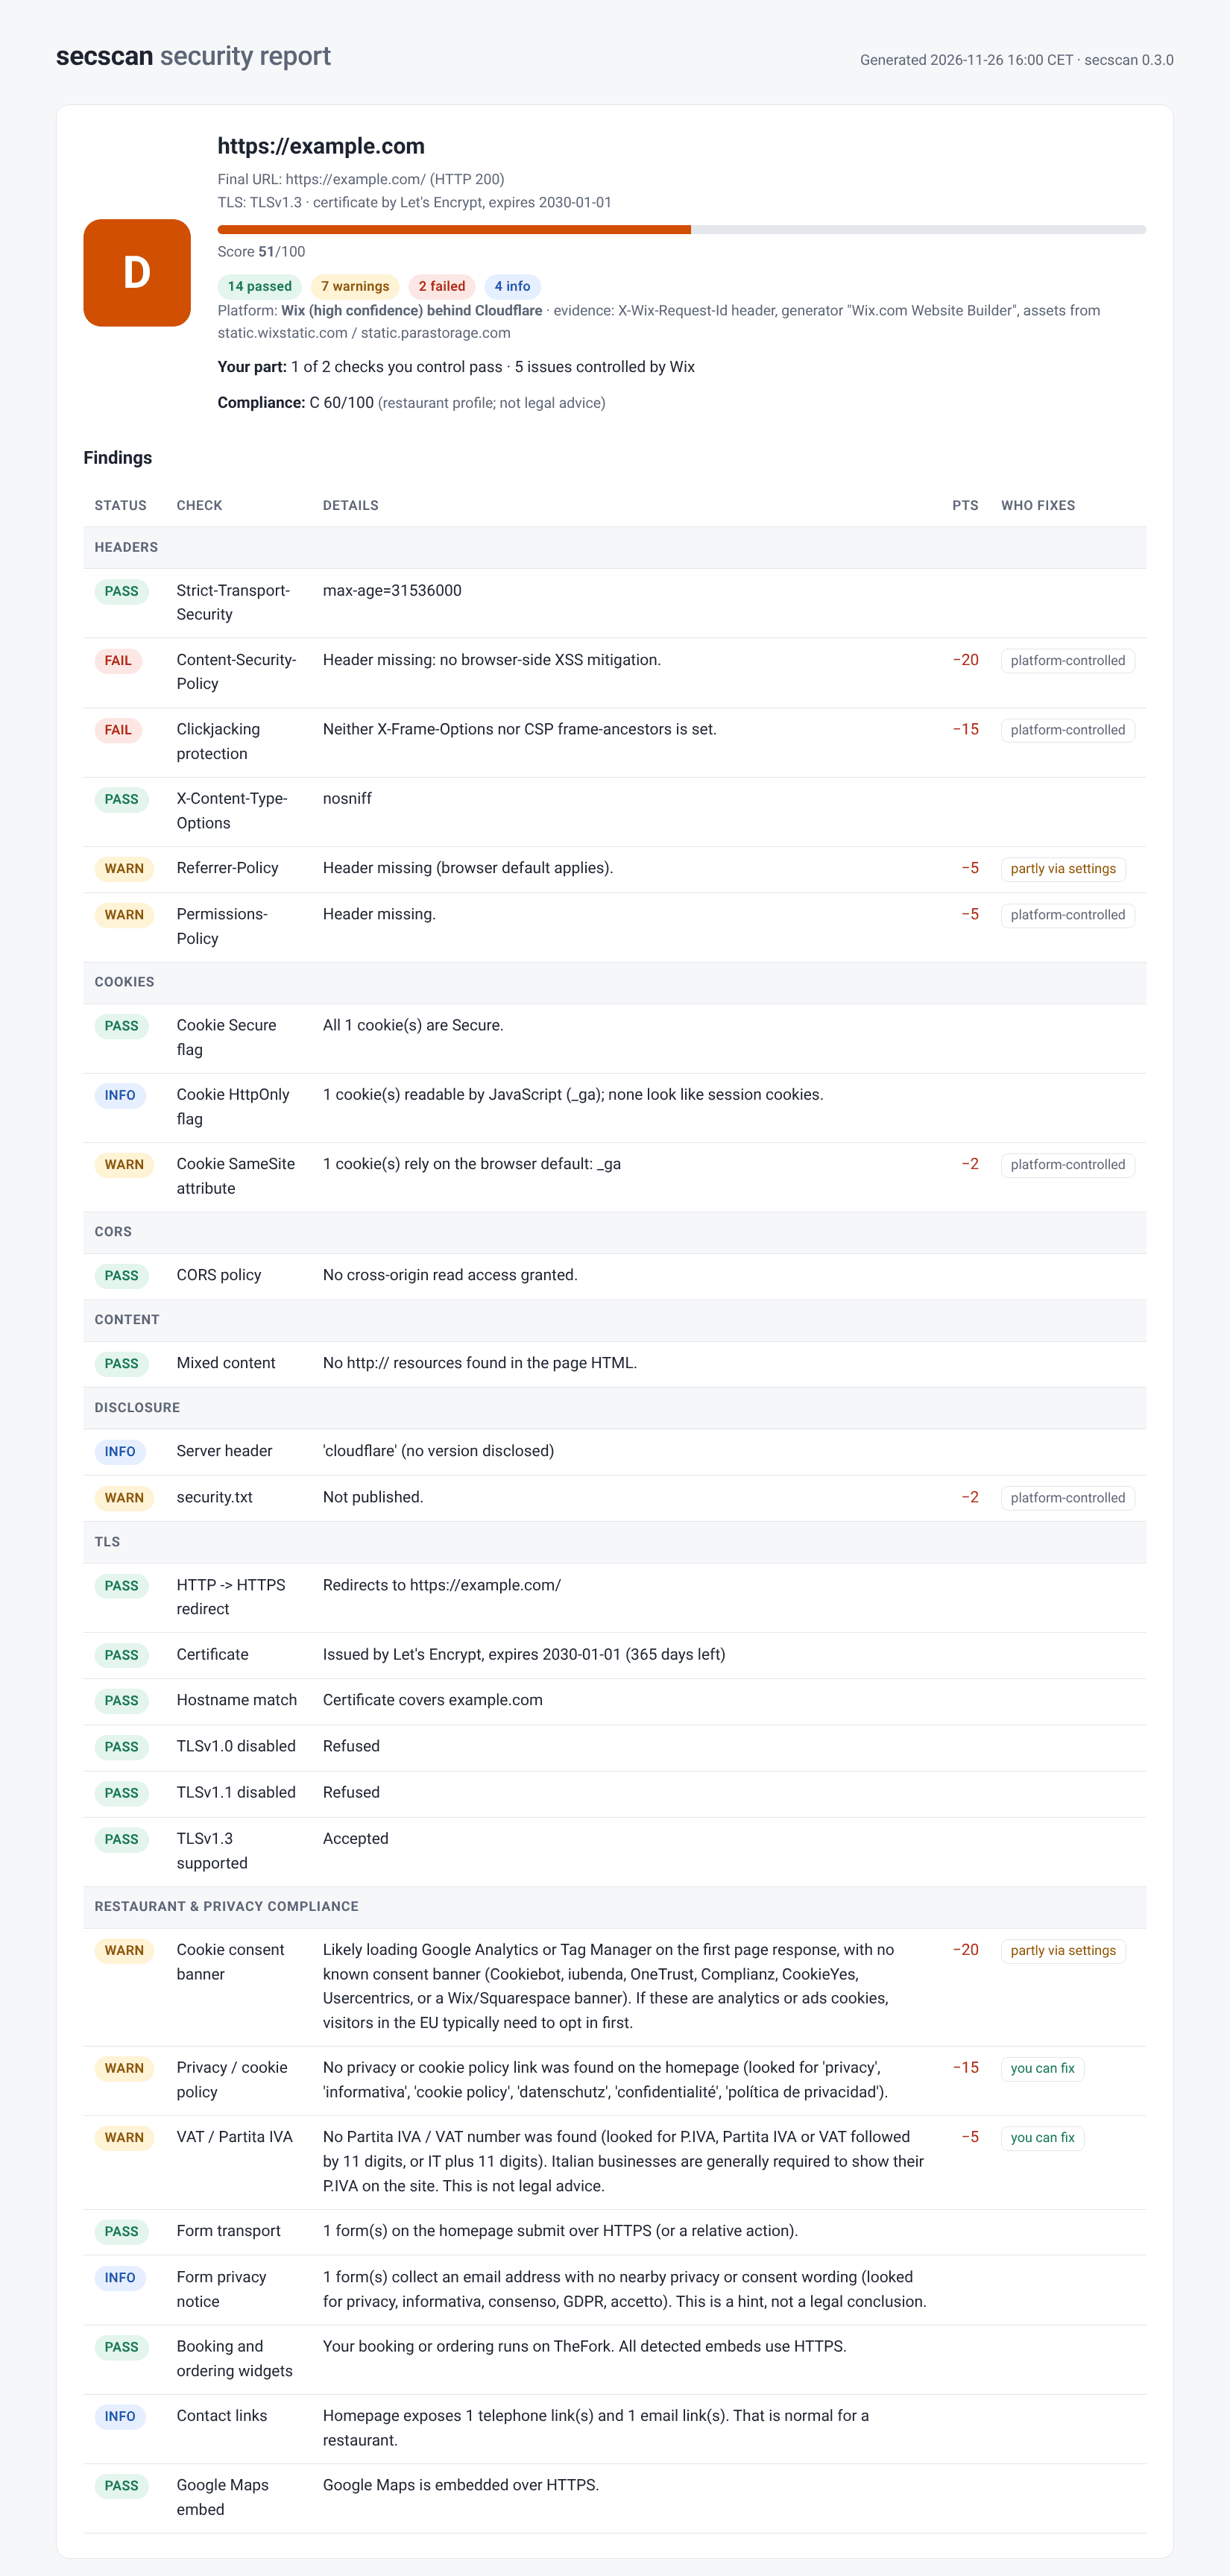 secscan security report
Generated 2026-11-26 16:00 CET · secscan 0.3.0
https://example.com
Final URL: https://example.com/ (HTTP 200)
TLS: TLSv1.3 · certificate by Let's Encrypt, expires 2030-01-01
D
Score 51/100
14 passed 7 warnings 2 failed 4 info
Platform: Wix (high confidence) behind Cloudflare · evidence: X-Wix-Request-Id header, generator "Wix.com Website Builder", assets from
static.wixstatic.com / static.parastorage.com
Your part: 1 of 2 checks you control pass · 5 issues controlled by Wix
Compliance: C 60/100 (restaurant profile; not legal advice)
Findings
STATUS CHECK DETAILS PTS WHO FIXES
HEADERS
PASS Strict-Transport- max-age=31536000
Security
FAIL Content-Security- Header missing: no browser-side XSS mitigation. −20 platform-controlled
Policy
FAIL Clickjacking Neither X-Frame-Options nor CSP frame-ancestors is set. −15 platform-controlled
protection
PASS X-Content-Type- nosniff
Options
WARN Referrer-Policy Header missing (browser default applies). −5 partly via settings
WARN Permissions- Header missing. −5 platform-controlled
Policy
COOKIES
PASS Cookie Secure All 1 cookie(s) are Secure.
flag
INFO Cookie HttpOnly 1 cookie(s) readable by JavaScript (_ga); none look like session cookies.
flag
WARN Cookie SameSite 1 cookie(s) rely on the browser default: _ga −2 platform-controlled
attribute
CORS
PASS CORS policy No cross-origin read access granted.
CONTENT
PASS Mixed content No http:// resources found in the page HTML.
DISCLOSURE
INFO Server header 'cloudflare' (no version disclosed)
WARN security.txt Not published. −2 platform-controlled
TLS
PASS HTTP -> HTTPS Redirects to https://example.com/
redirect
PASS Certificate Issued by Let's Encrypt, expires 2030-01-01 (365 days left)
PASS Hostname match Certificate covers example.com
PASS TLSv1.0 disabled Refused
PASS TLSv1.1 disabled Refused
PASS TLSv1.3 Accepted
supported
RESTAURANT & PRIVACY COMPLIANCE
WARN Cookie consent Likely loading Google Analytics or Tag Manager on the first page response, with no −20 partly via settings
banner known consent banner (Cookiebot, iubenda, OneTrust, Complianz, CookieYes,
Usercentrics, or a Wix/Squarespace banner). If these are analytics or ads cookies,
visitors in the EU typically need to opt in first.
WARN Privacy / cookie No privacy or cookie policy link was found on the homepage (looked for 'privacy', −15 you can fix
policy 'informativa', 'cookie policy', 'datenschutz', 'confidentialité', 'política de privacidad').
WARN VAT / Partita IVA No Partita IVA / VAT number was found (looked for P.IVA, Partita IVA or VAT followed −5 you can fix
by 11 digits, or IT plus 11 digits). Italian businesses are generally required to show their
P.IVA on the site. This is not legal advice.
PASS Form transport 1 form(s) on the homepage submit over HTTPS (or a relative action).
INFO Form privacy 1 form(s) collect an email address with no nearby privacy or consent wording (looked
notice for privacy, informativa, consenso, GDPR, accetto). This is a hint, not a legal conclusion.
PASS Booking and Your booking or ordering runs on TheFork. All detected embeds use HTTPS.
ordering widgets
INFO Contact links Homepage exposes 1 telephone link(s) and 1 email link(s). That is normal for a
restaurant.
PASS Google Maps Google Maps is embedded over HTTPS.
embed